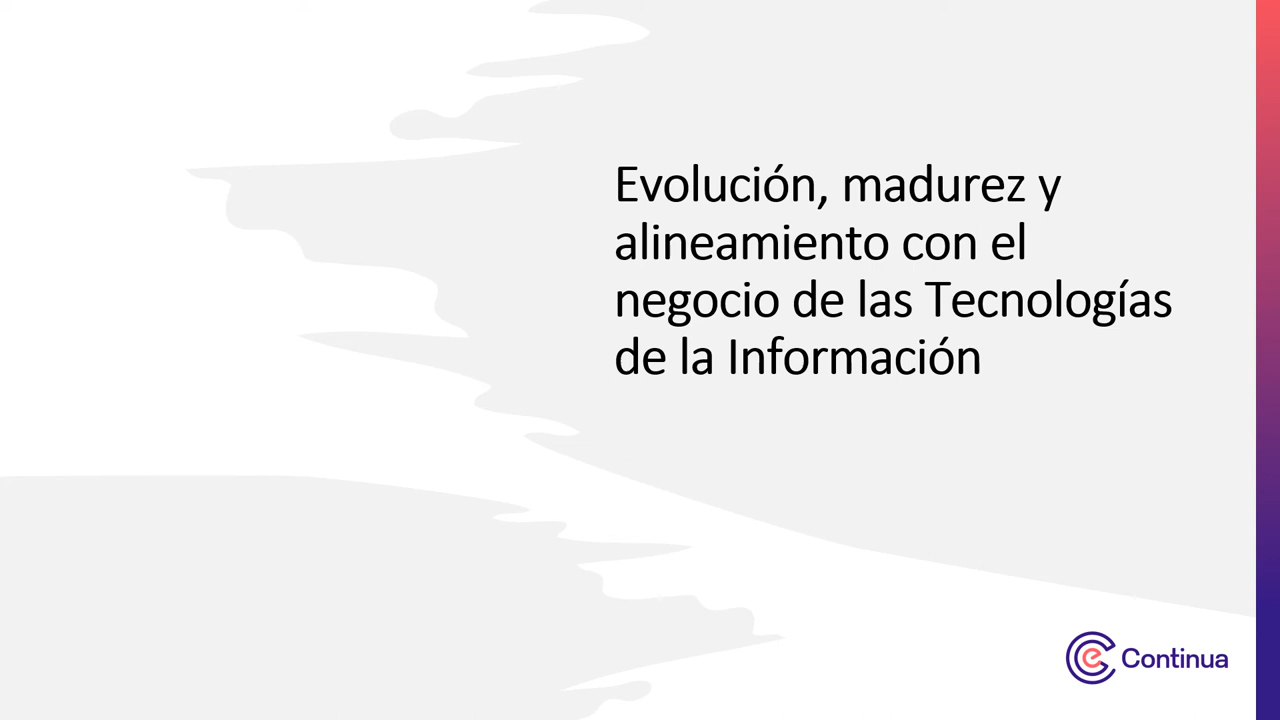 Evolución, madurez y
alineamiento con el
negocio de las Tecnologías
de la Información
e Continua